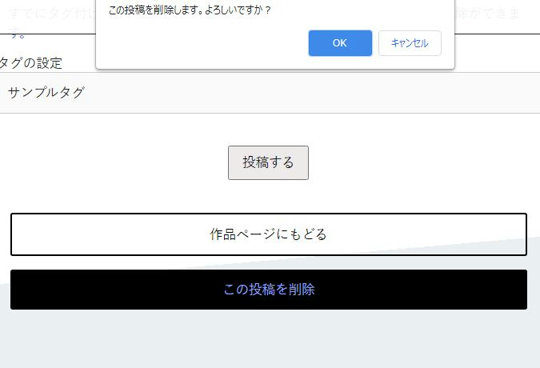 この投稿を削除します。よろしいですか？
OK
キャンセル
すでにタグ付け
除ができま
す。
タグの設定
サンプルタグ
投稿する
作品ページにもどる
この投稿を削除